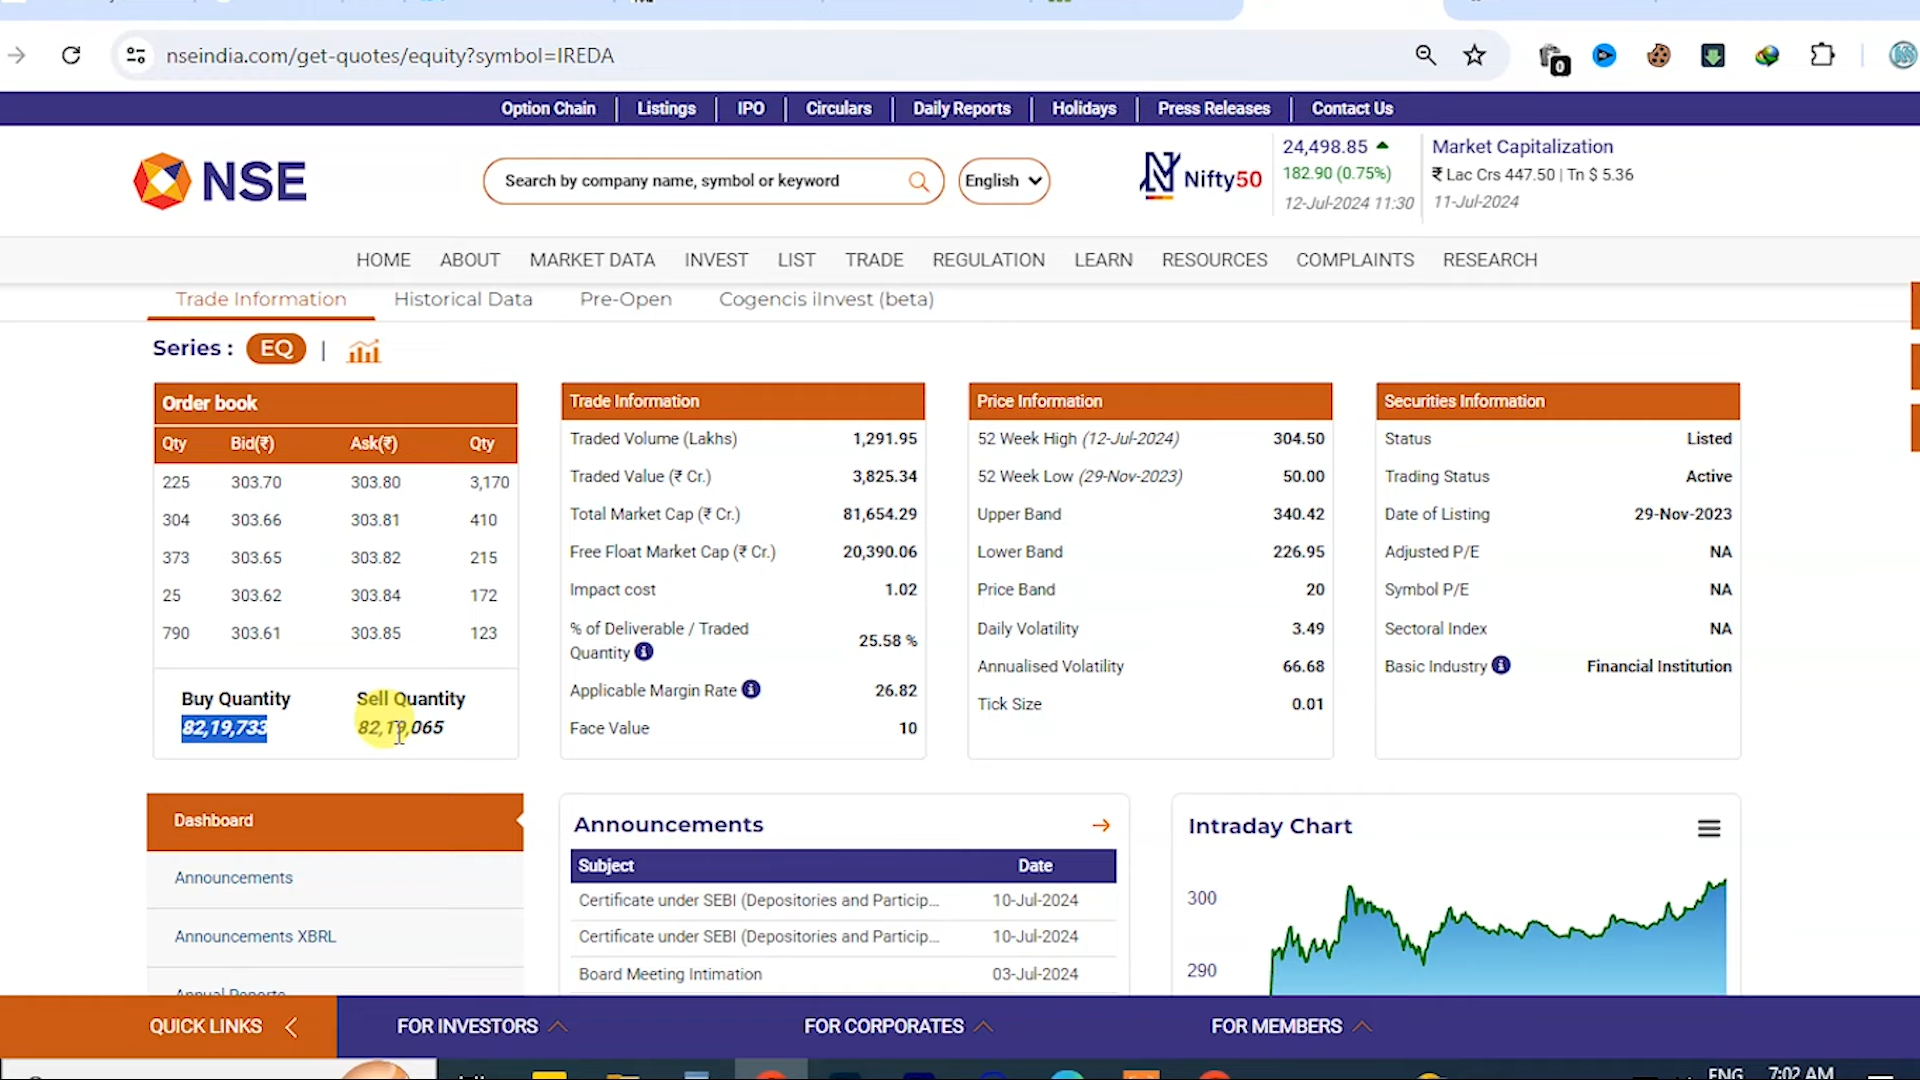 nseindia.com/get-quotes/equity?symbol=IREDA
0
Option Chain | Listings | IPO | Circulars | Daily Reports | Holidays | Press Releases | Contact Us
NSE
Search by company name, symbol or keyword
English
Nifty50
24,498.85
182.90 (0.75%)
12-Jul-2024 11:30
Market Capitalization
₹ Lac Crs 447.50 | Tn $ 5.36
11-Jul-2024
HOME ABOUT MARKET DATA INVEST LIST TRADE REGULATION LEARN RESOURCES COMPLAINTS RESEARCH
Trade Information Historical Data Pre-Open Cogencis iInvest (beta)
Series : EQ |
Order book
Qty Bid(₹) Ask(₹) Qty
225 303.70 303.80 3,170
304 303.66 303.81 410
373 303.65 303.82 215
25 303.62 303.84 172
790 303.61 303.85 123
Buy Quantity Sell Quantity
82,19,733 82,19,065
Trade Information
Traded Volume (Lakhs) 1,291.95
Traded Value (₹ Cr.) 3,825.34
Total Market Cap (₹ Cr.) 81,654.29
Free Float Market Cap (₹ Cr.) 20,390.06
Impact cost 1.02
% of Deliverable / Traded
Quantity 25.58 %
Applicable Margin Rate 26.82
Face Value 10
Price Information
52 Week High (12-Jul-2024) 304.50
52 Week Low (29-Nov-2023) 50.00
Upper Band 340.42
Lower Band 226.95
Price Band 20
Daily Volatility 3.49
Annualised Volatility 66.68
Tick Size 0.01
Securities Information
Status Listed
Trading Status Active
Date of Listing 29-Nov-2023
Adjusted P/E NA
Symbol P/E NA
Sectoral Index NA
Basic Industry Financial Institution
Dashboard
Announcements
Announcements XBRL
Annual Reports
Announcements
Subject Date
Certificate under SEBI (Depositories and Particip... 10-Jul-2024
Certificate under SEBI (Depositories and Particip... 10-Jul-2024
Board Meeting Intimation 03-Jul-2024
Intraday Chart
300
290
QUICK LINKS FOR INVESTORS FOR CORPORATES FOR MEMBERS
ENG 7:02 AM